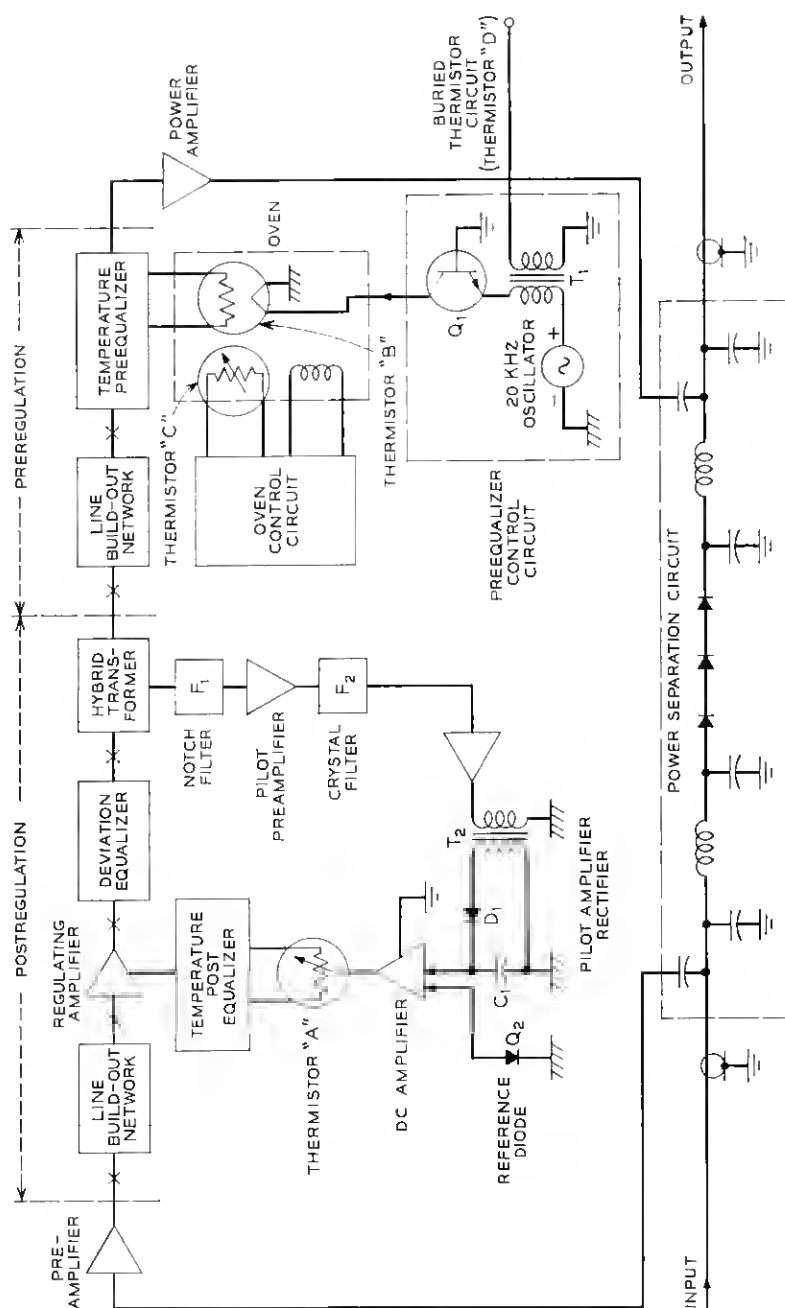 POSTREGULATION
PREREGULATION
PRE-
AMPLIFIER
LINE
BUILD-OUT
NETWORK
REGULATING
AMPLIFIER
DEVIATION
EQUALIZER
HYBRID
TRANS-
FORMER
LINE
BUILD-OUT
NETWORK
TEMPERATURE
PREEQUALIZER
POWER
AMPLIFIER
TEMPERATURE
POST
EQUALIZER
THERMISTOR "A"
DC AMPLIFIER
REFERENCE
DIODE
Q2
C1
D1
T2
PILOT AMPLIFIER
RECTIFIER
F1
NOTCH
FILTER
PILOT
PREAMPLIFIER
F2
CRYSTAL
FILTER
THERMISTOR "C"
OVEN
CONTROL
CIRCUIT
THERMISTOR "B"
OVEN
Q1
T1
20 KHZ
OSCILLATOR
+
−
PREEQUALIZER
CONTROL
CIRCUIT
BURIED
THERMISTOR
CIRCUIT
(THERMISTOR "D")
POWER SEPARATION CIRCUIT
INPUT
OUTPUT